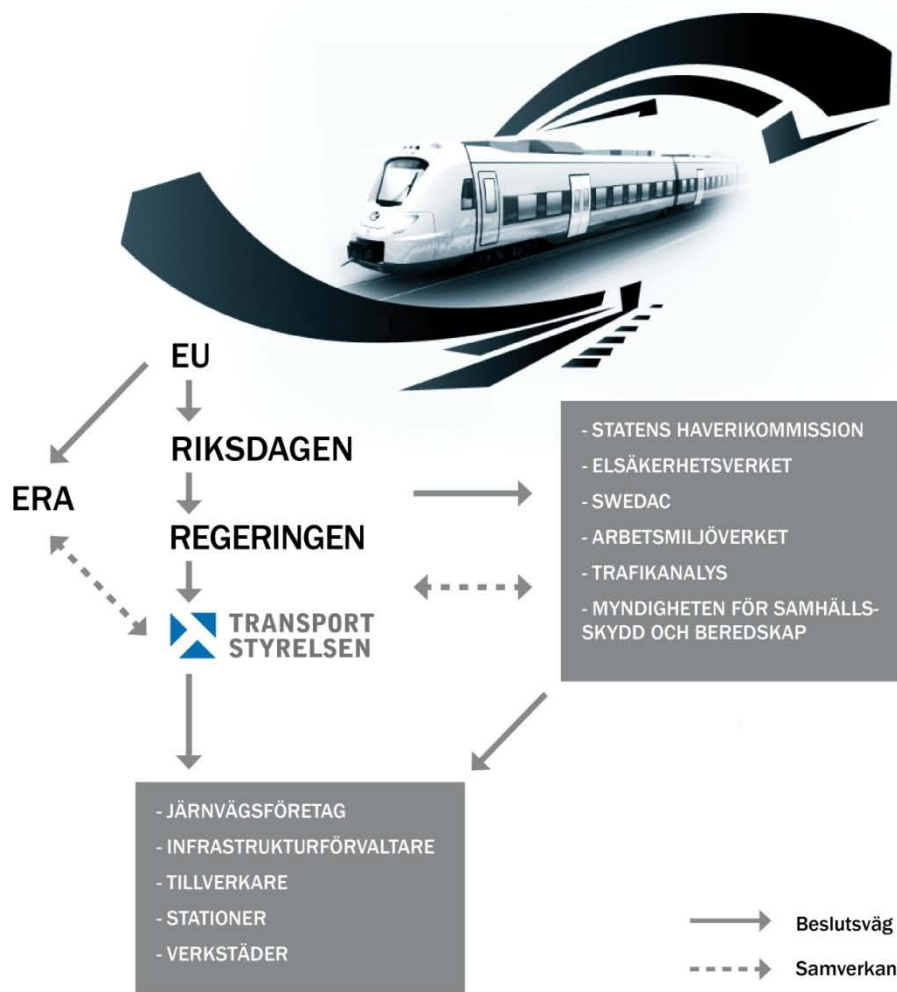 EU
RIKSDAGEN
ERA
REGERINGEN
TRANSPORT
STYRELSEN
- STATENS HAVERIKOMMISSION
- ELSÄKERHETSVERKET
- SWEDAC
- ARBETSMILJÖVERKET
- TRAFIKANALYS
- MYNDIGHETEN FÖR SAMHÄLLS-
SKYDD OCH BEREDSKAP
- JÄRNVÄGSFÖRETAG
- INFRASTRUKTURFÖRVALTARE
- TILLVERKARE
- STATIONER
- VERKSTÄDER
Beslutsväg
Samverkan